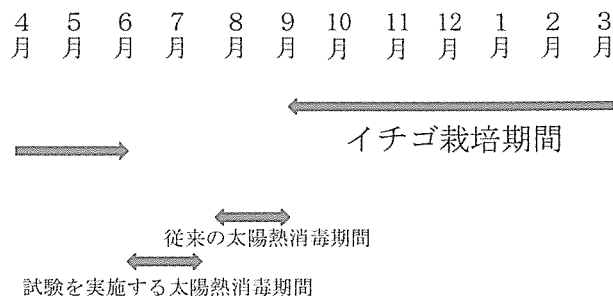 4月 5月 6月 7月 8月 9月 10月 11月 12月 1月 2月 3月
イチゴ栽培期間
従来の太陽熱消毒期間
試験を実施する太陽熱消毒期間